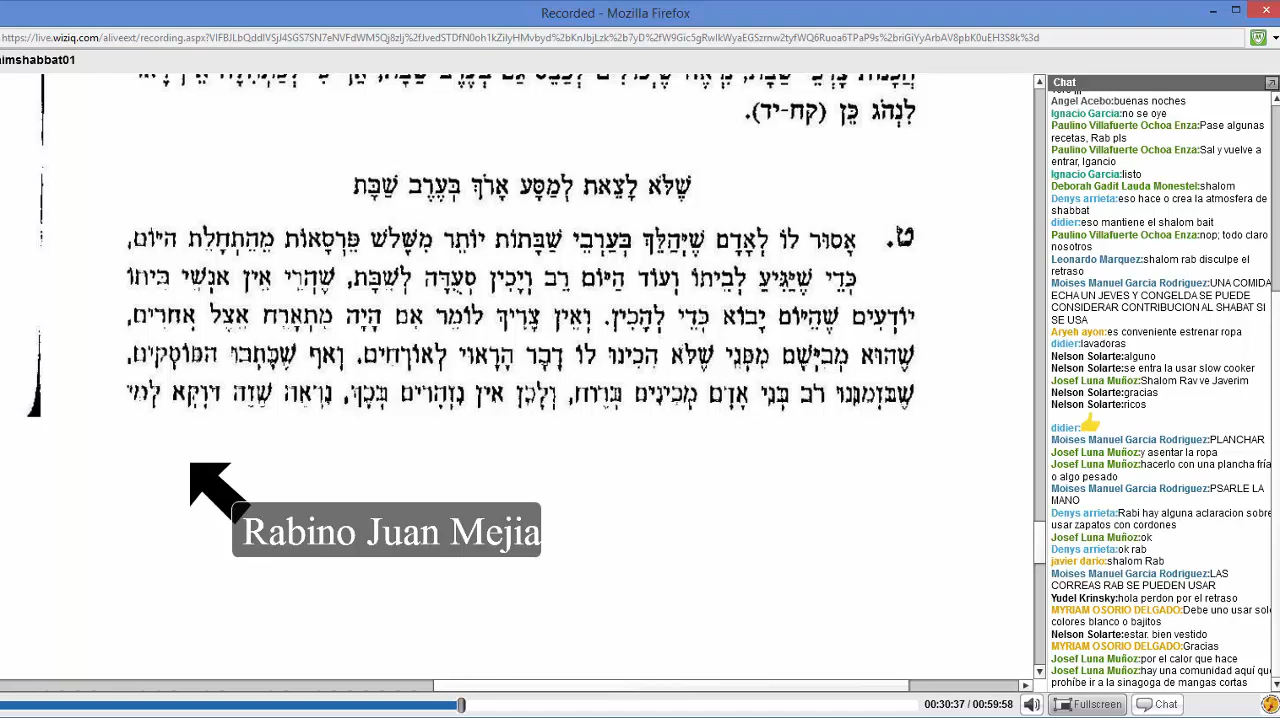 Recorded - Mozilla Firefox
nimshabbat01
לִנְהֹג כֵּן (קח-יד).
שֶׁלֹּא לָצֵאת לְמַסָּע אָרֹךְ בְּעֶרֶב שַׁבָּת
ט. אָסוּר לוֹ לְאָדָם שֶׁיְּהַלֵּךְ בְּעַרְבֵי שַׁבָּתוֹת יוֹתֵר מִשָּׁלֹשׁ פַּרְסָאוֹת מֵהַתְחָלַת הַיּוֹם,
כְּדֵי שֶׁיַּגִּיעַ לְבֵיתוֹ וְעוֹד הַיּוֹם רַב וְיָכִין סְעֻדָּה לְשַׁבָּת, שֶׁהֲרֵי אֵין אַנְשֵׁי בֵּיתוֹ
יוֹדְעִים שֶׁהַיּוֹם יָבוֹא כְּדֵי לְהָכִין. וְאֵין צָרִיךְ לוֹמַר אִם הָיָה מִתְאָרֵחַ אֵצֶל אֲחֵרִים,
שֶׁהוּא מְבַיְּשָׁם מִפְּנֵי שֶׁלֹּא הֵכִינוּ לוֹ דָּבָר הָרָאוּי לְאוֹרְחִים. וְאַף שֶׁכָּתְבוּ הַפּוֹסְקִים,
שֶׁבִּזְמַנֵּנוּ רֹב בְּנֵי אָדָם מְכִינִים בְּרֶוַח, וְלָכֵן אֵין נִזְהָרִים בְּכָךְ, נִרְאֶה שֶׁזֶּה דַּוְקָא לְמִי
Rabino Juan Mejia
Chat
Angel Acebo:buenas noches
Ignacio Garcia:no se oye
Paulino Villafuerte Ochoa Enza:Pase algunas
recetas, Rab pls
Paulino Villafuerte Ochoa Enza:Sal y vuelve a
entrar, Igancio
Ignacio Garcia:listo
Deborah Gadit Lauda Monestel:shalom
Denys arrieta:eso hace o crea la atmosfera de
shabbat
didier:eso mantiene el shalom bait
Paulino Villafuerte Ochoa Enza:nop; todo claro
nosotros
Leonardo Marquez:shalom rab disculpe el
retraso
Moises Manuel Garcia Rodriguez:UNA COMIDA
ECHA UN JEVES Y CONGELDA SE PUEDE
CONSIDERAR CONTRIBUCION AL SHABAT SI
SE USA
Aryeh ayon:es conveniente estrenar ropa
didier:lavadoras
Nelson Solarte:alguno
Nelson Solarte:se entra la usar slow cooker
Josef Luna Muñoz:Shalom Rav ve Javerim
Nelson Solarte:gracias
Nelson Solarte:ricos
didier:
Moises Manuel Garcia Rodriguez:PLANCHAR
Josef Luna Muñoz:y asentar la ropa
Josef Luna Muñoz:hacerlo con una plancha fría
o algo pesado
Moises Manuel Garcia Rodriguez:PSARLE LA
MANO
Denys arrieta:Rabi hay alguna aclaracion sobre
usar zapatos con cordones
Josef Luna Muñoz:ok
Denys arrieta:ok rab
javier dario:shalom Rab
Moises Manuel Garcia Rodriguez:LAS
CORREAS RAB SE PUEDEN USAR
Yudel Krinsky:hola perdon por el retraso
MYRIAM OSORIO DELGADO:Debe uno usar solo
colores blanco o bajitos
Nelson Solarte:estar. bien vestido
MYRIAM OSORIO DELGADO:Gracias
Josef Luna Muñoz:por el calor que hace
Josef Luna Muñoz:hay una comunidad aquí que
prohíbe ir a la sinagoga de mangas cortas
00:30:37 / 00:59:58
Fullscreen
Chat